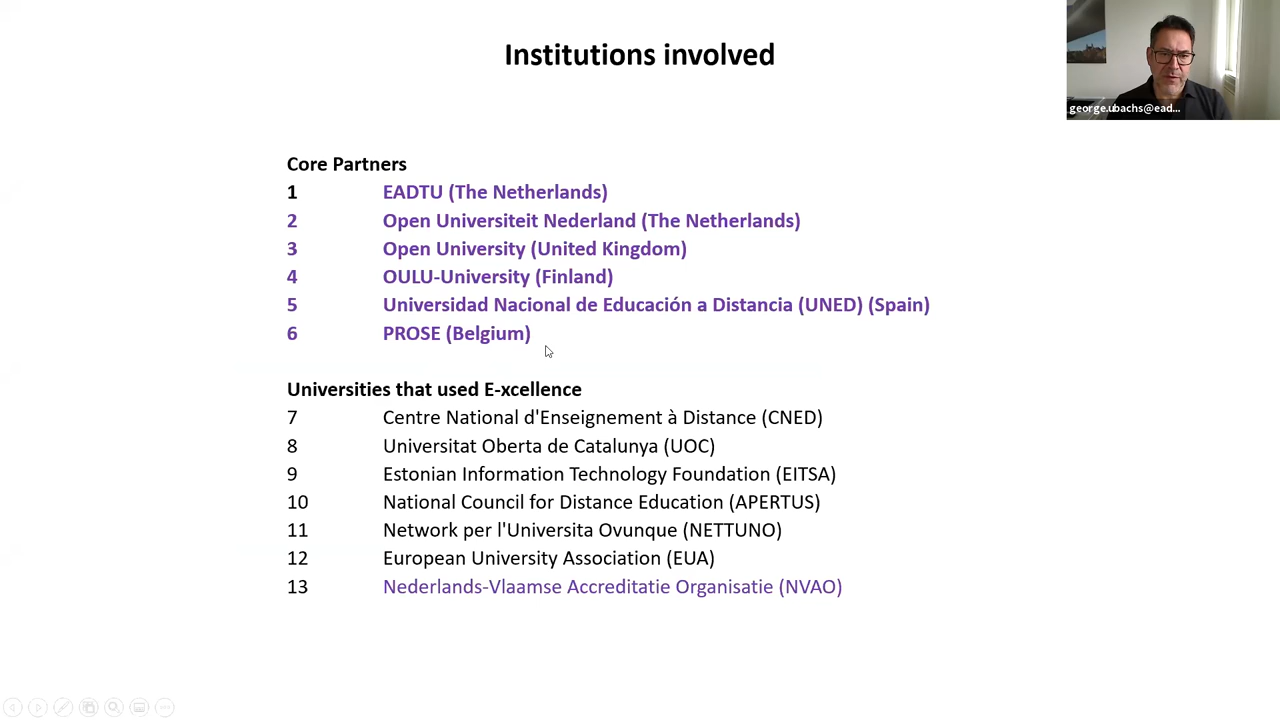 Institutions involved
george.ubachs@ead...
Core Partners
1 EADTU (The Netherlands)
2 Open Universiteit Nederland (The Netherlands)
3 Open University (United Kingdom)
4 OULU-University (Finland)
5 Universidad Nacional de Educación a Distancia (UNED) (Spain)
6 PROSE (Belgium)
Universities that used E-xcellence
7 Centre National d'Enseignement à Distance (CNED)
8 Universitat Oberta de Catalunya (UOC)
9 Estonian Information Technology Foundation (EITSA)
10 National Council for Distance Education (APERTUS)
11 Network per l'Universita Ovunque (NETTUNO)
12 European University Association (EUA)
13 Nederlands-Vlaamse Accreditatie Organisatie (NVAO)